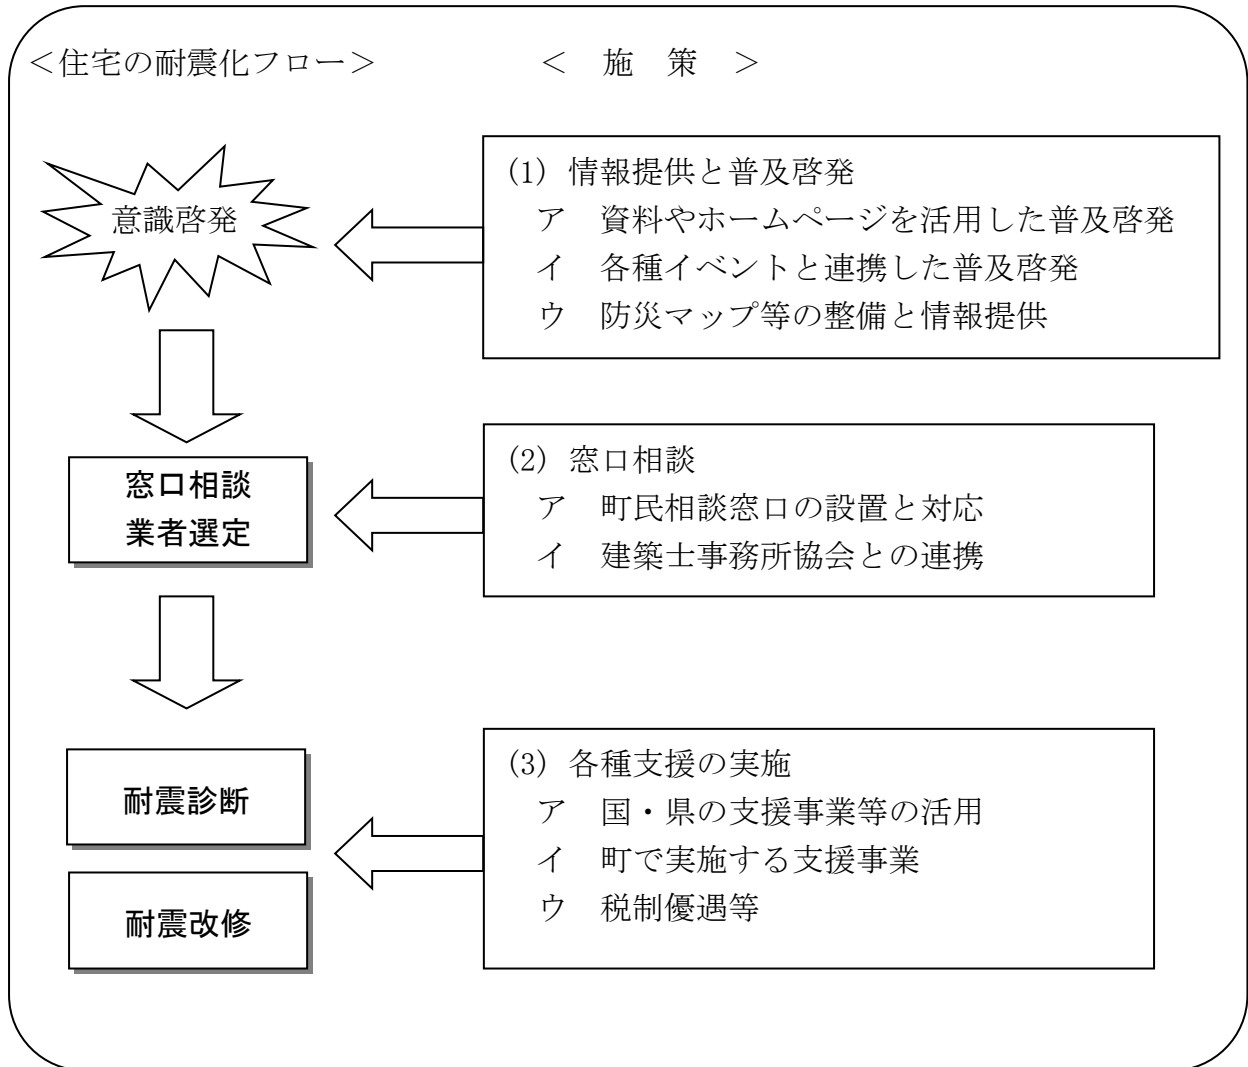 ＜住宅の耐震化フロー＞　＜　施　策　＞
意識啓発
(1) 情報提供と普及啓発
ア　資料やホームページを活用した普及啓発
イ　各種イベントと連携した普及啓発
ウ　防災マップ等の整備と情報提供
窓口相談
業者選定
(2) 窓口相談
ア　町民相談窓口の設置と対応
イ　建築士事務所協会との連携
耐震診断
耐震改修
(3) 各種支援の実施
ア　国・県の支援事業等の活用
イ　町で実施する支援事業
ウ　税制優遇等